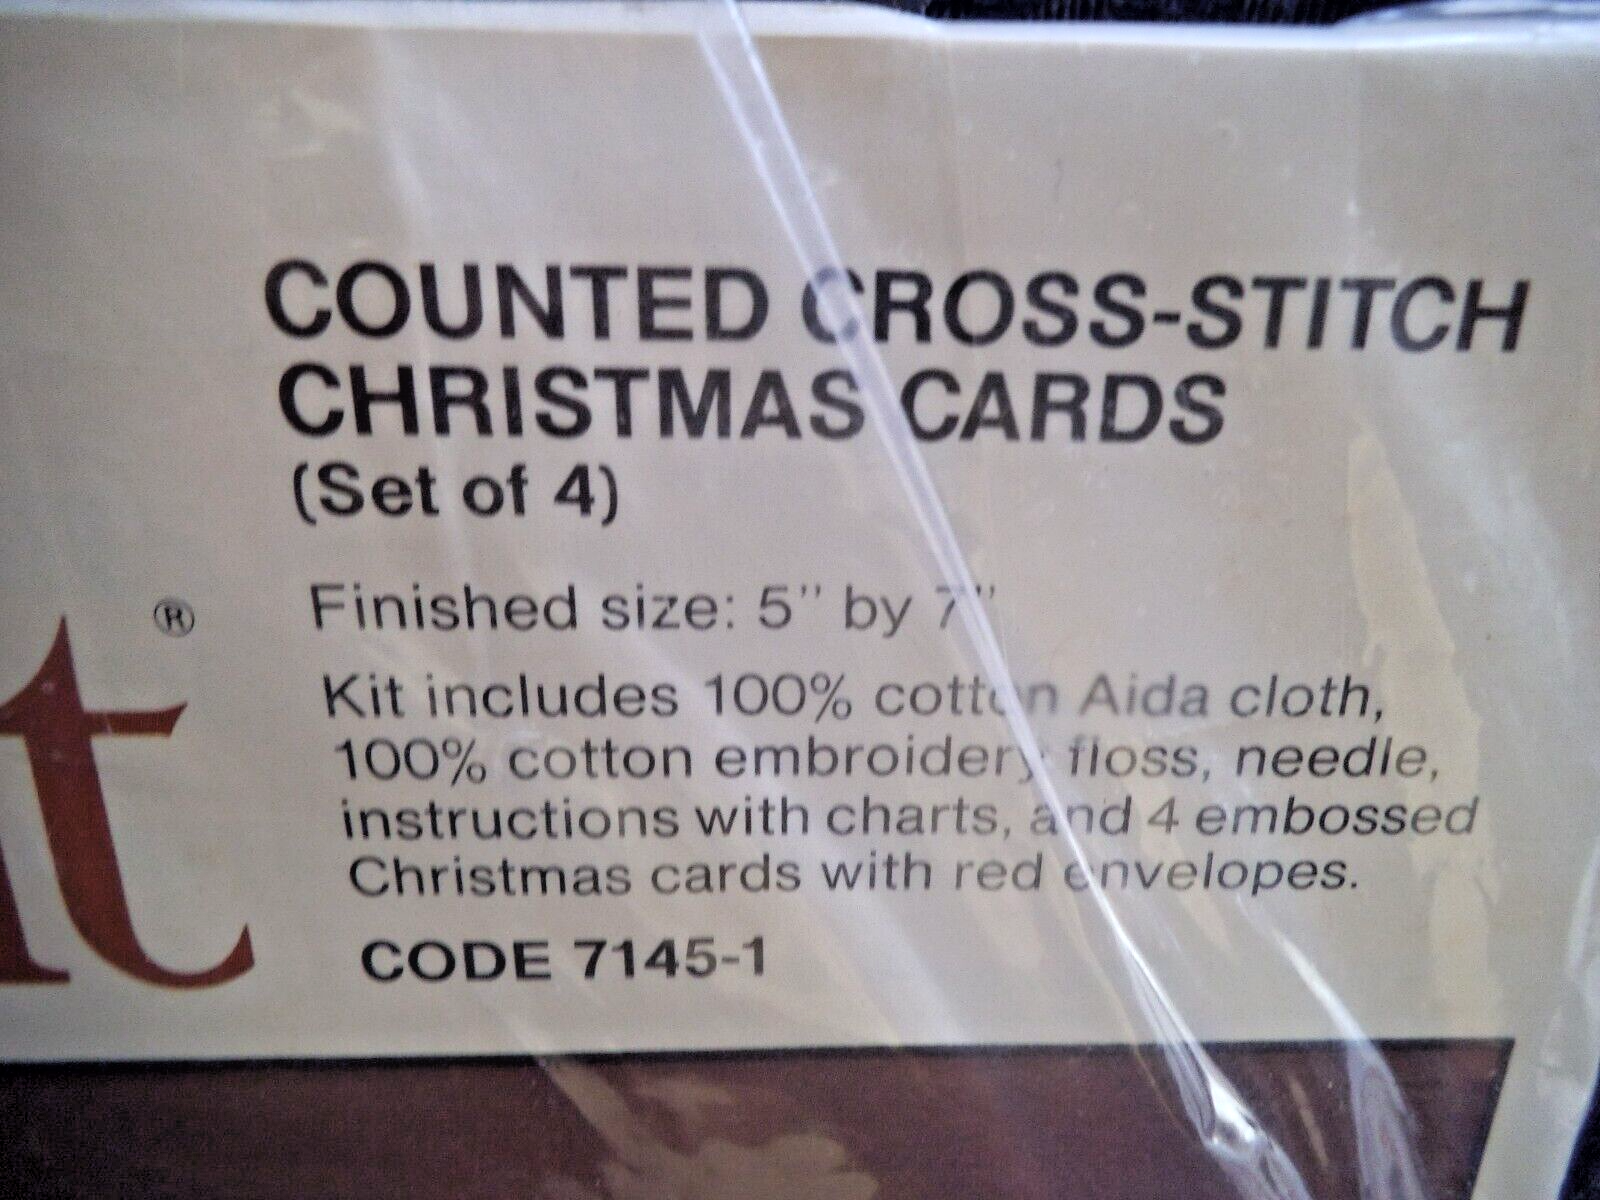 COUNTED CROSS-STITCH
CHRISTMAS CARDS
(Set of 4)
Finished size: 5" by 7"
Kit includes 100% cotton Aida cloth,
100% cotton embroidery floss, needle,
instructions with charts, and 4 embossed
Christmas cards with red envelopes.
CODE 7145-1
t®